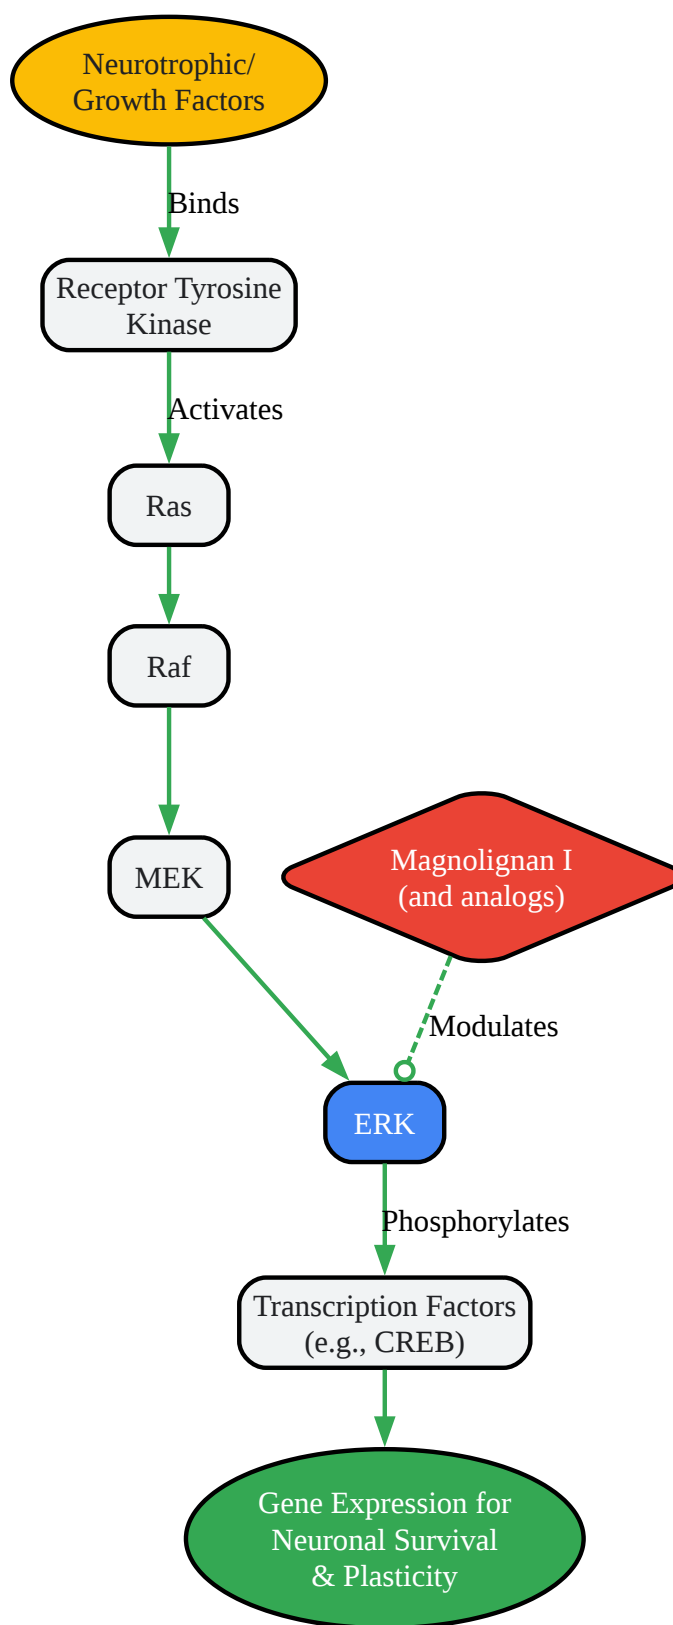 Neurotrophic/
Growth Factors
Binds
Receptor Tyrosine
Kinase
Activates
Ras
Raf
MEK
Magnolignan I
(and analogs)
Modulates
ERK
Phosphorylates
Transcription Factors
(e.g., CREB)
Gene Expression for
Neuronal Survival
& Plasticity